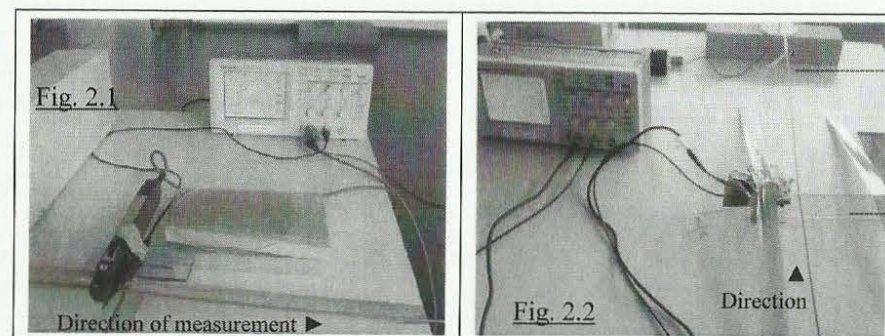 Fig. 2.1
Direction of measurement ►
Fig. 2.2
▲
Direction